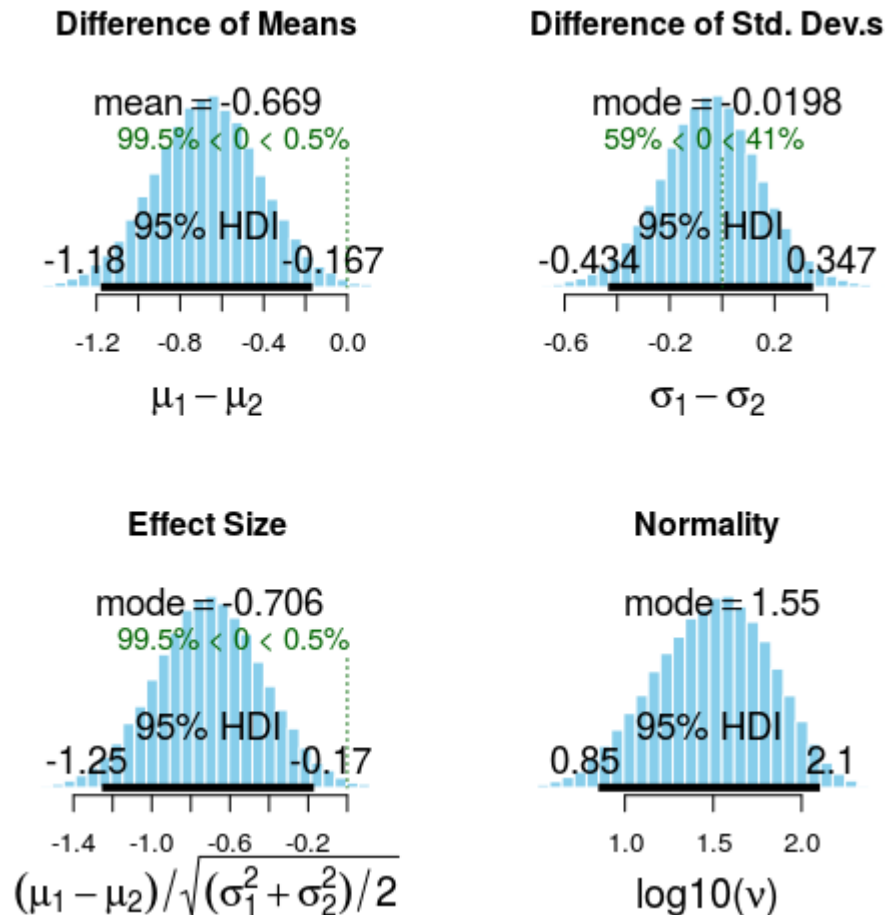 Difference of Means
mean = -0.669
99.5% < 0 < 0.5%
95% HDI
-1.18 -0.167
-1.2 -0.8 -0.4 0.0
μ1 − μ2
Difference of Std. Dev.s
mode = -0.0198
59% < 0 < 41%
95% HDI
-0.434 0.347
-0.6 -0.2 0.2
σ1 − σ2
Effect Size
mode = -0.706
99.5% < 0 < 0.5%
95% HDI
-1.25 -0.17
-1.4 -1.0 -0.6 -0.2
(μ1 − μ2)/√(σ1² + σ2²)/2
Normality
mode = 1.55
95% HDI
0.85 2.1
1.0 1.5 2.0
log10(ν)